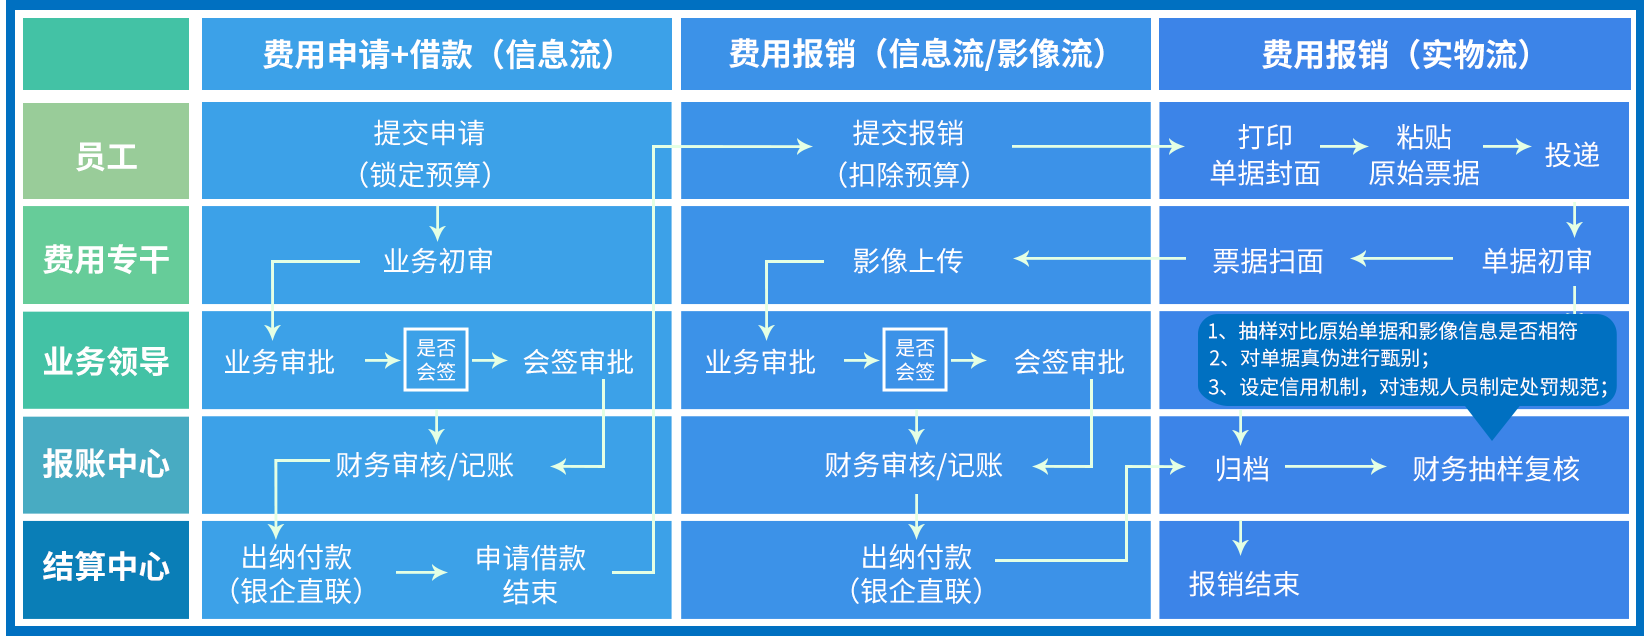 费用申请+借款（信息流）
费用报销（信息流/影像流）
费用报销（实物流）
员工
提交申请
（锁定预算）
提交报销
（扣除预算）
打印
单据封面
粘贴
原始票据
投递
费用专干
业务初审
影像上传
票据扫面
单据初审
业务领导
业务审批
是否
会签
会签审批
业务审批
是否
会签
会签审批
1、抽样对比原始单据和影像信息是否相符
2、对单据真伪进行甄别；
3、设定信用机制，对违规人员制定处罚规范；
报账中心
财务审核/记账
财务审核/记账
归档
财务抽样复核
结算中心
出纳付款
（银企直联）
申请借款
结束
出纳付款
（银企直联）
报销结束